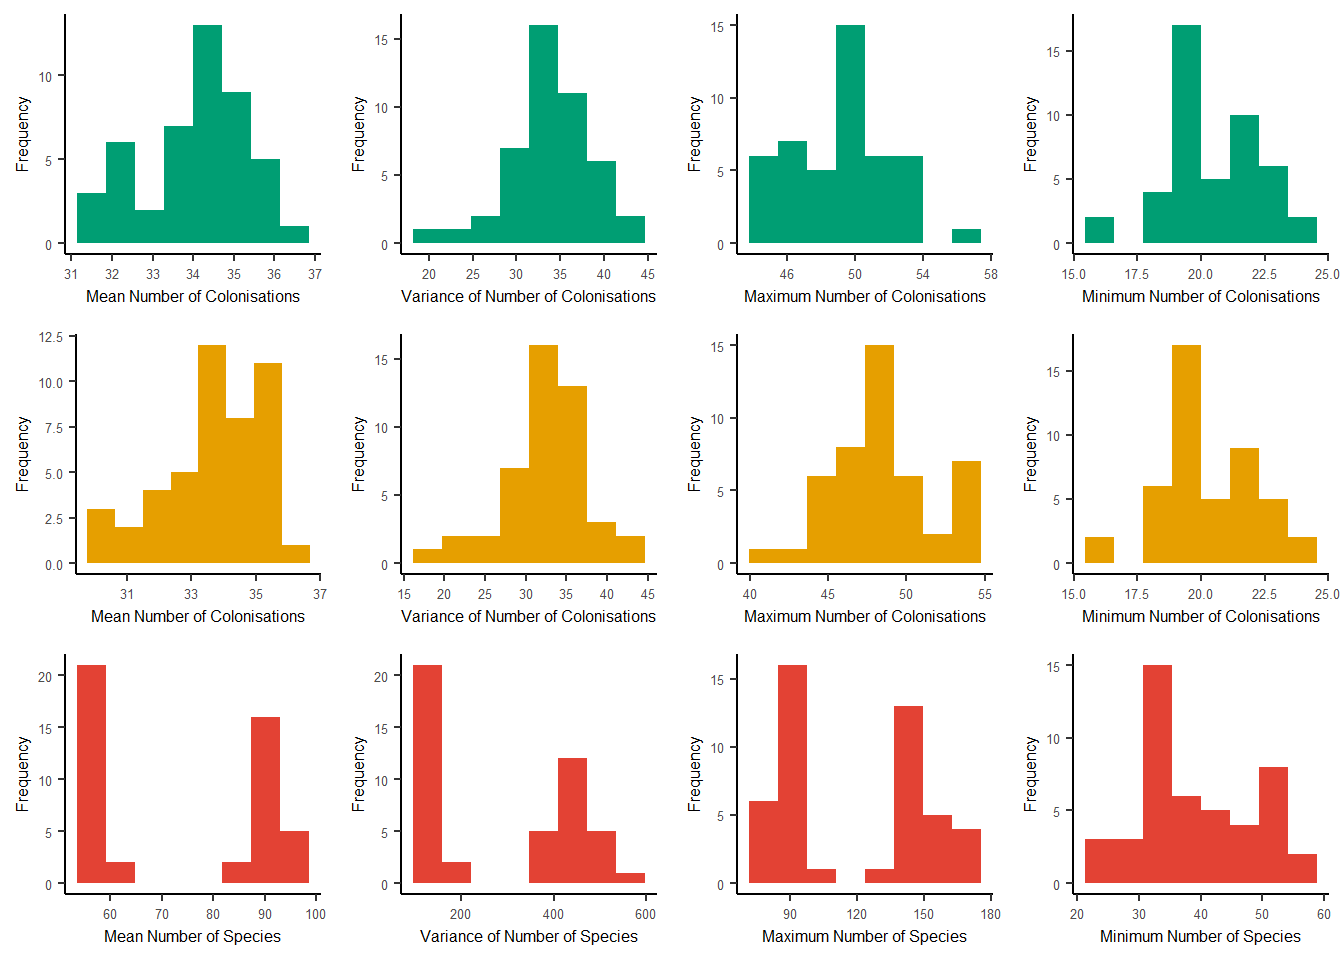 Frequency
10
5
0
31 32 33 34 35 36 37
Mean Number of Colonisations
Frequency
15
10
5
0
20 25 30 35 40 45
Variance of Number of Colonisations
Frequency
15
10
5
0
46 50 54 58
Maximum Number of Colonisations
Frequency
15
10
5
0
15.0 17.5 20.0 22.5 25.0
Minimum Number of Colonisations
Frequency
12.5
10.0
7.5
5.0
2.5
0.0
31 33 35 37
Mean Number of Colonisations
Frequency
15
10
5
0
15 20 25 30 35 40 45
Variance of Number of Colonisations
Frequency
15
10
5
0
40 45 50 55
Maximum Number of Colonisations
Frequency
15
10
5
0
15.0 17.5 20.0 22.5 25.0
Minimum Number of Colonisations
Frequency
20
15
10
5
0
60 70 80 90 100
Mean Number of Species
Frequency
20
15
10
5
0
200 400 600
Variance of Number of Species
Frequency
15
10
5
0
90 120 150 180
Maximum Number of Species
Frequency
15
10
5
0
20 30 40 50 60
Minimum Number of Species